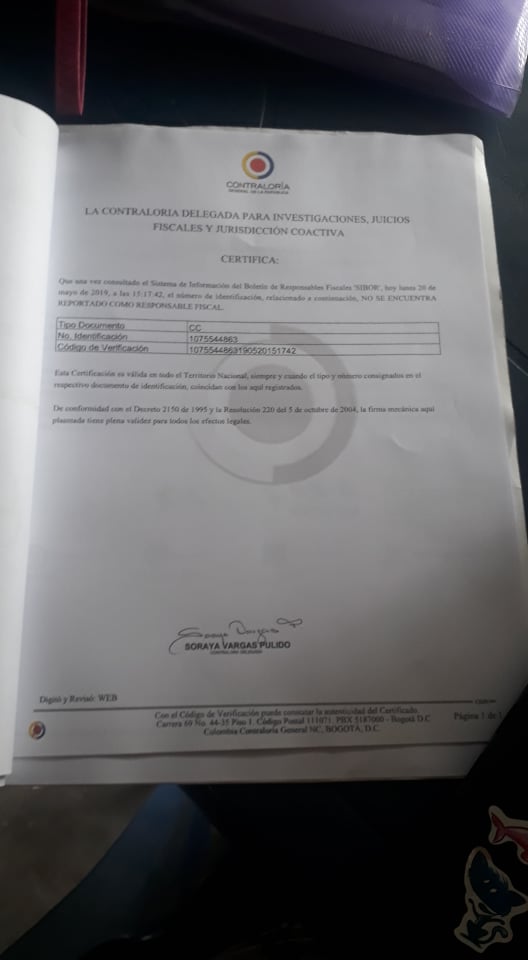 CONTRALORÍA
GENERAL DE LA REPÚBLICA
LA CONTRALORIA DELEGADA PARA INVESTIGACIONES, JUICIOS
FISCALES Y JURISDICCIÓN COACTIVA
CERTIFICA:
Que una vez consultado el Sistema de Información del Boletín de Responsables Fiscales 'SIBOR', hoy lunes 20 de
mayo de 2019, a las 15:17:42, el número de identificación, relacionado a continuación, NO SE ENCUENTRA
REPORTADO COMO RESPONSABLE FISCAL.
Tipo Documento CC
No. Identificación 1075544863
Código de Verificación 1075544863190520151742
Esta Certificación es válida en todo el Territorio Nacional, siempre y cuando el tipo y número consignados en el
respectivo documento de identificación, coincidan con los aquí registrados.
De conformidad con el Decreto 2150 de 1995 y la Resolución 220 del 5 de octubre de 2004, la firma mecánica aquí
plasmada tiene plena validez para todos los efectos legales.
SORAYA VARGAS PULIDO
CONTRALORA DELEGADA
Digitó y Revisó: WEB
Con el Código de Verificación puede constatar la autenticidad del Certificado.
Carrera 69 No. 44-35 Piso 1. Código Postal 111071. PBX 5187000 - Bogotá D.C
Colombia Contraloría General NC, BOGOTA, D.C.
Página 1 de 1